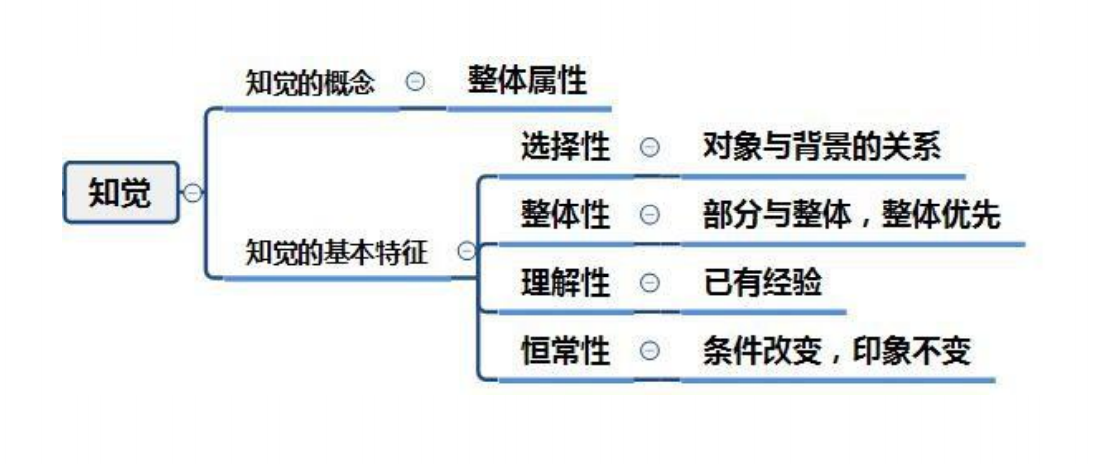 知觉
知觉的概念
整体属性
知觉的基本特征
选择性
对象与背景的关系
整体性
部分与整体，整体优先
理解性
已有经验
恒常性
条件改变，印象不变